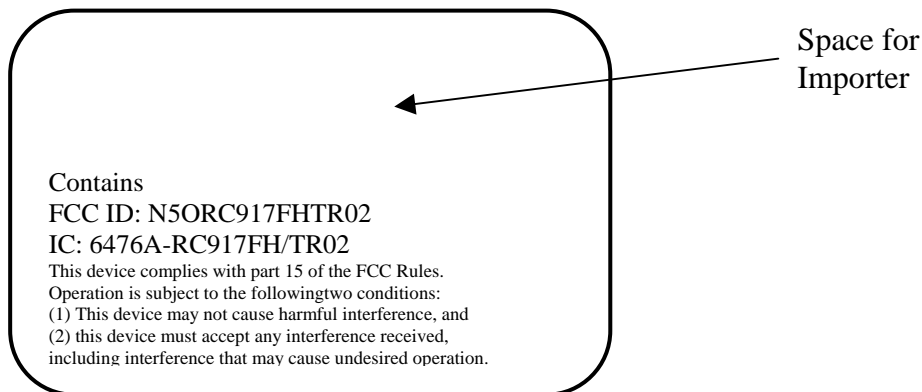 Space for
Importer
Contains
FCC ID: N5ORC917FHTR02
IC: 6476A-RC917FH/TR02
This device complies with part 15 of the FCC Rules.
Operation is subject to the followingtwo conditions:
(1) This device may not cause harmful interference, and
(2) this device must accept any interference received,
including interference that may cause undesired operation.